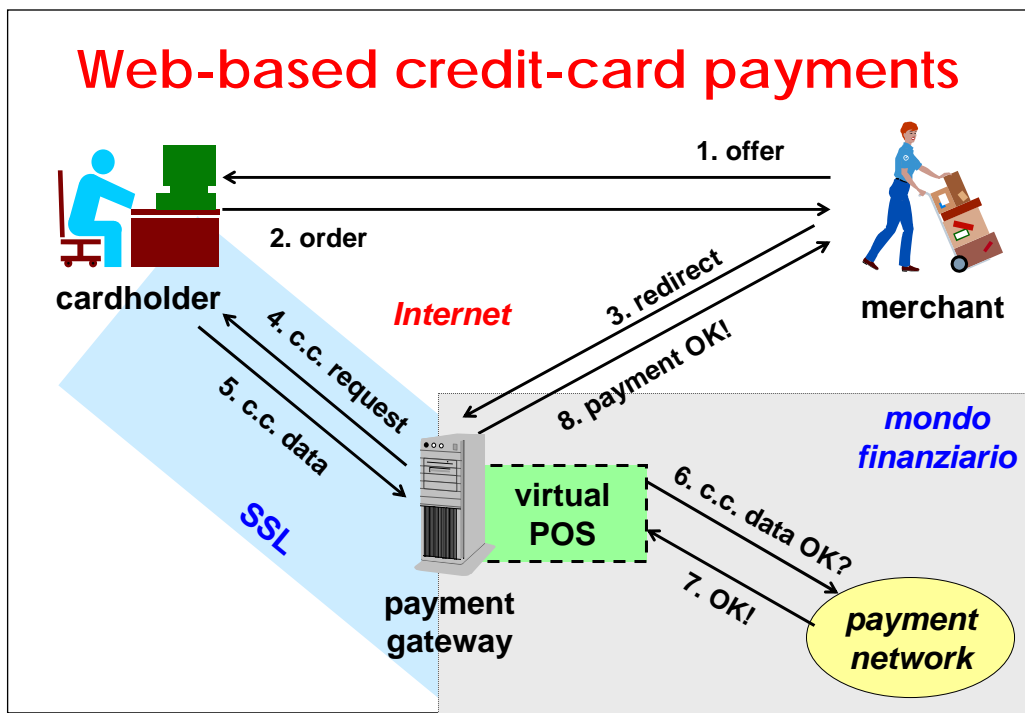 Web-based credit-card payments
1. offer
2. order
cardholder
merchant
Internet
3. redirect
4. c.c. request
8. payment OK!
5. c.c. data
SSL
mondo
finanziario
virtual
POS
6. c.c. data OK?
7. OK!
payment
gateway
payment
network